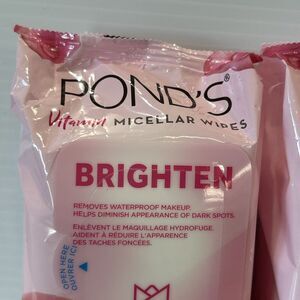 POND'S®
Vitamin MICELLAR WIPES
BRIGHTEN
REMOVES WATERPROOF MAKEUP.
HELPS DIMINISH APPEARANCE OF DARK SPOTS.
ENLÈVENT LE MAQUILLAGE HYDROFUGE.
AIDENT À RÉDUIRE L'APPARENCE
DES TACHES FONCÉES.
OPEN HERE
OUVRIR ICI